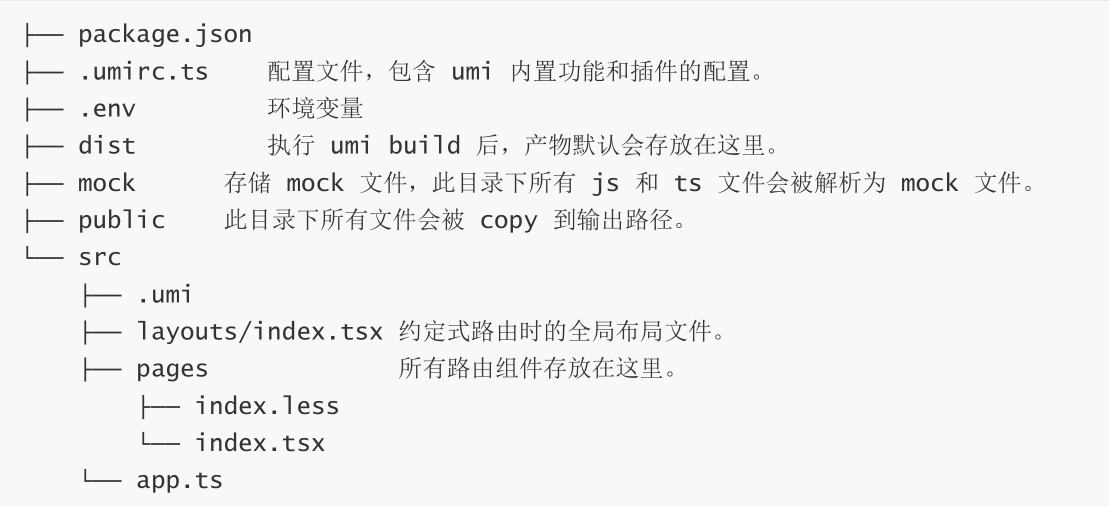 ├── package.json
├── .umirc.ts    配置文件，包含 umi 内置功能和插件的配置。
├── .env         环境变量
├── dist         执行 umi build 后，产物默认会存放在这里。
├── mock      存储 mock 文件，此目录下所有 js 和 ts 文件会被解析为 mock 文件。
├── public    此目录下所有文件会被 copy 到输出路径。
└── src
    ├── .umi
    ├── layouts/index.tsx 约定式路由时的全局布局文件。
    ├── pages             所有路由组件存放在这里。
        ├── index.less
        └── index.tsx
    └── app.ts